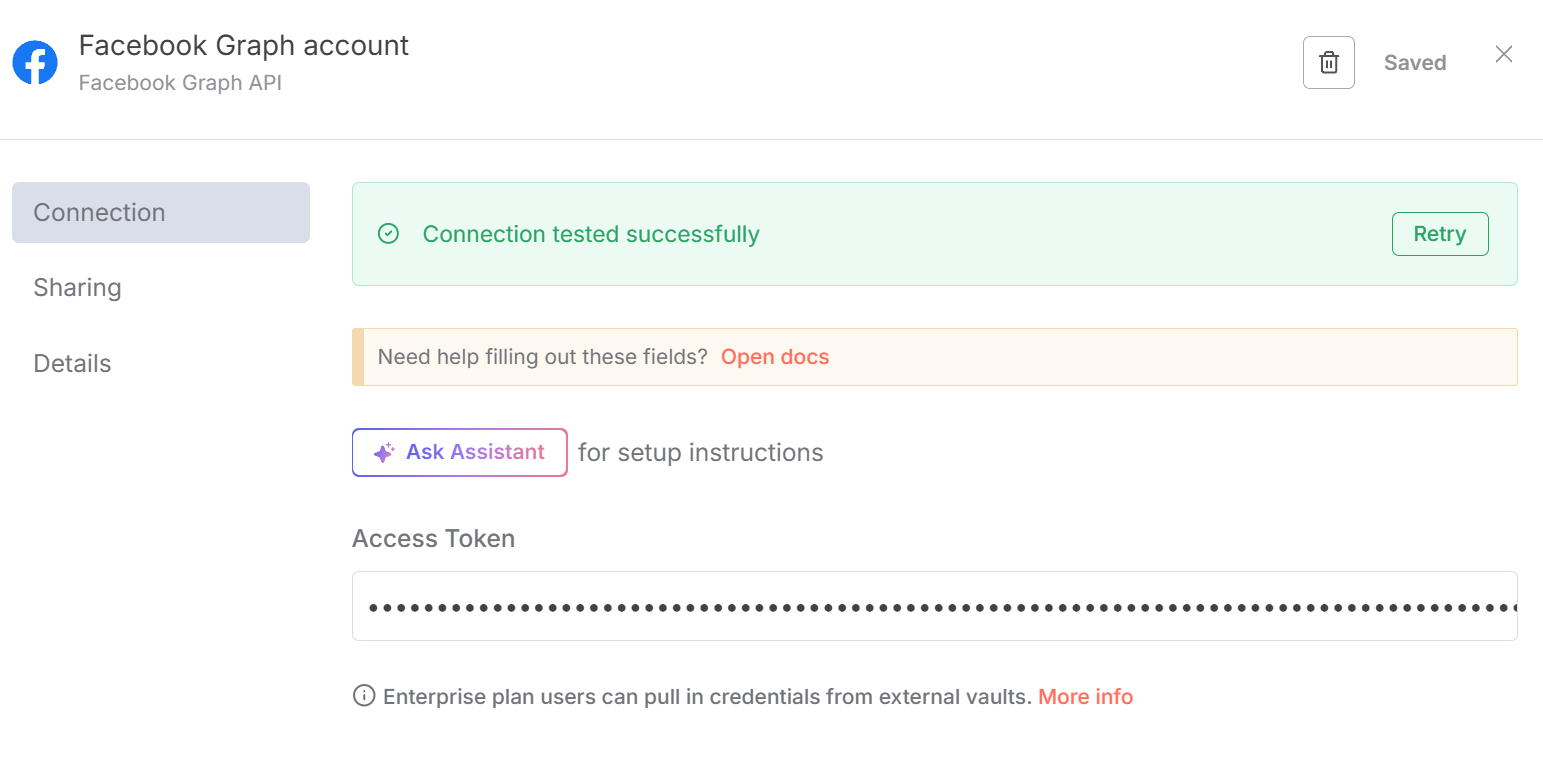 Facebook Graph account
Facebook Graph API
Saved
Connection
Sharing
Details
Connection tested successfully
Retry
Need help filling out these fields? Open docs
Ask Assistant for setup instructions
Access Token
Enterprise plan users can pull in credentials from external vaults. More info